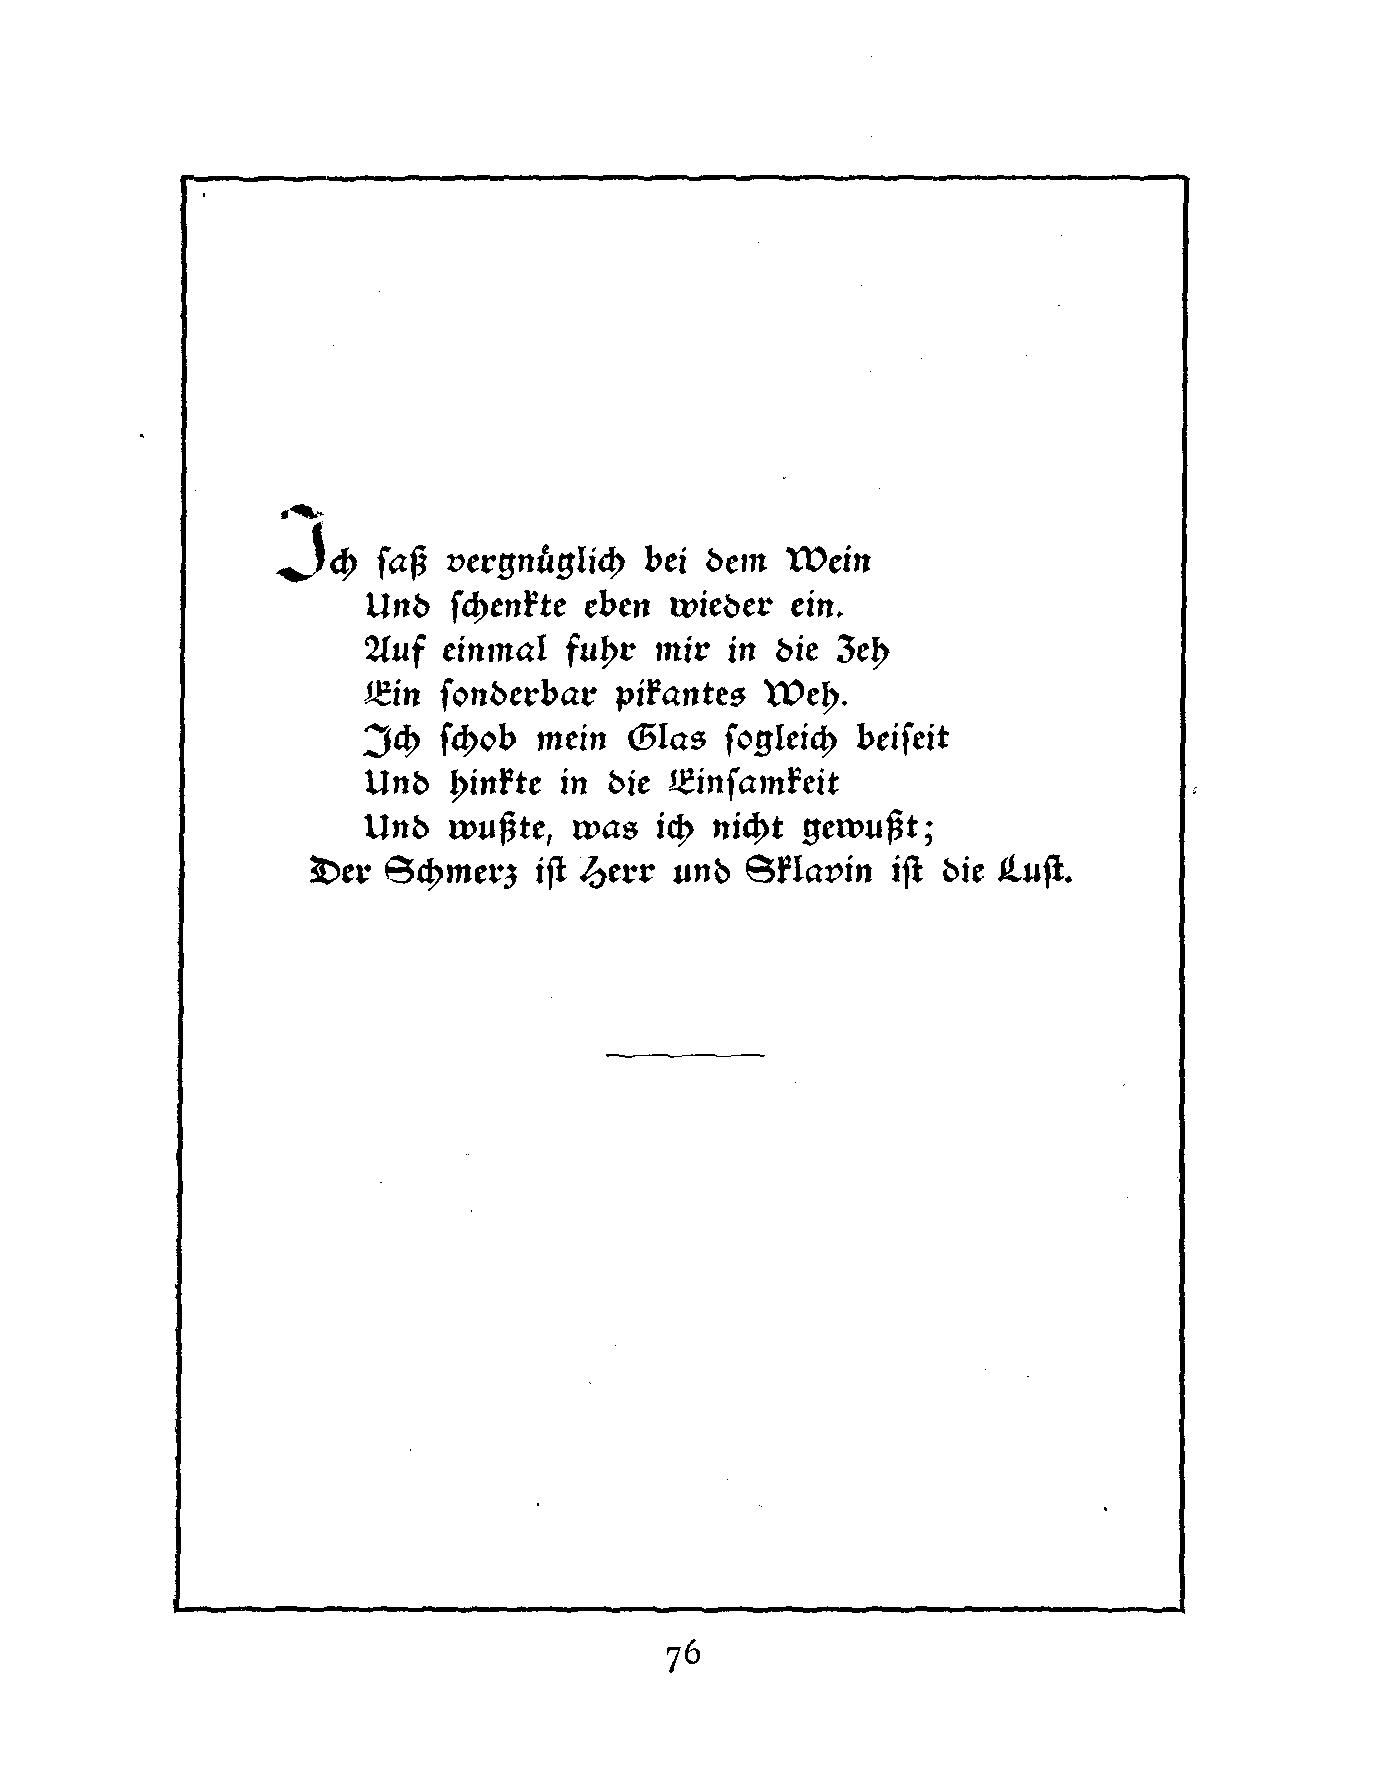 Ich saß vergnüglich bei dem Wein
Und schenkte eben wieder ein.
Auf einmal fuhr mir in die Zeh
Ein sonderbar pikantes Weh.
Ich schob mein Glas sogleich beiseit
Und hinkte in die Einsamkeit
Und wußte, was ich nicht gewußt;
Der Schmerz ist Herr und Sklavin ist die Lust.
76